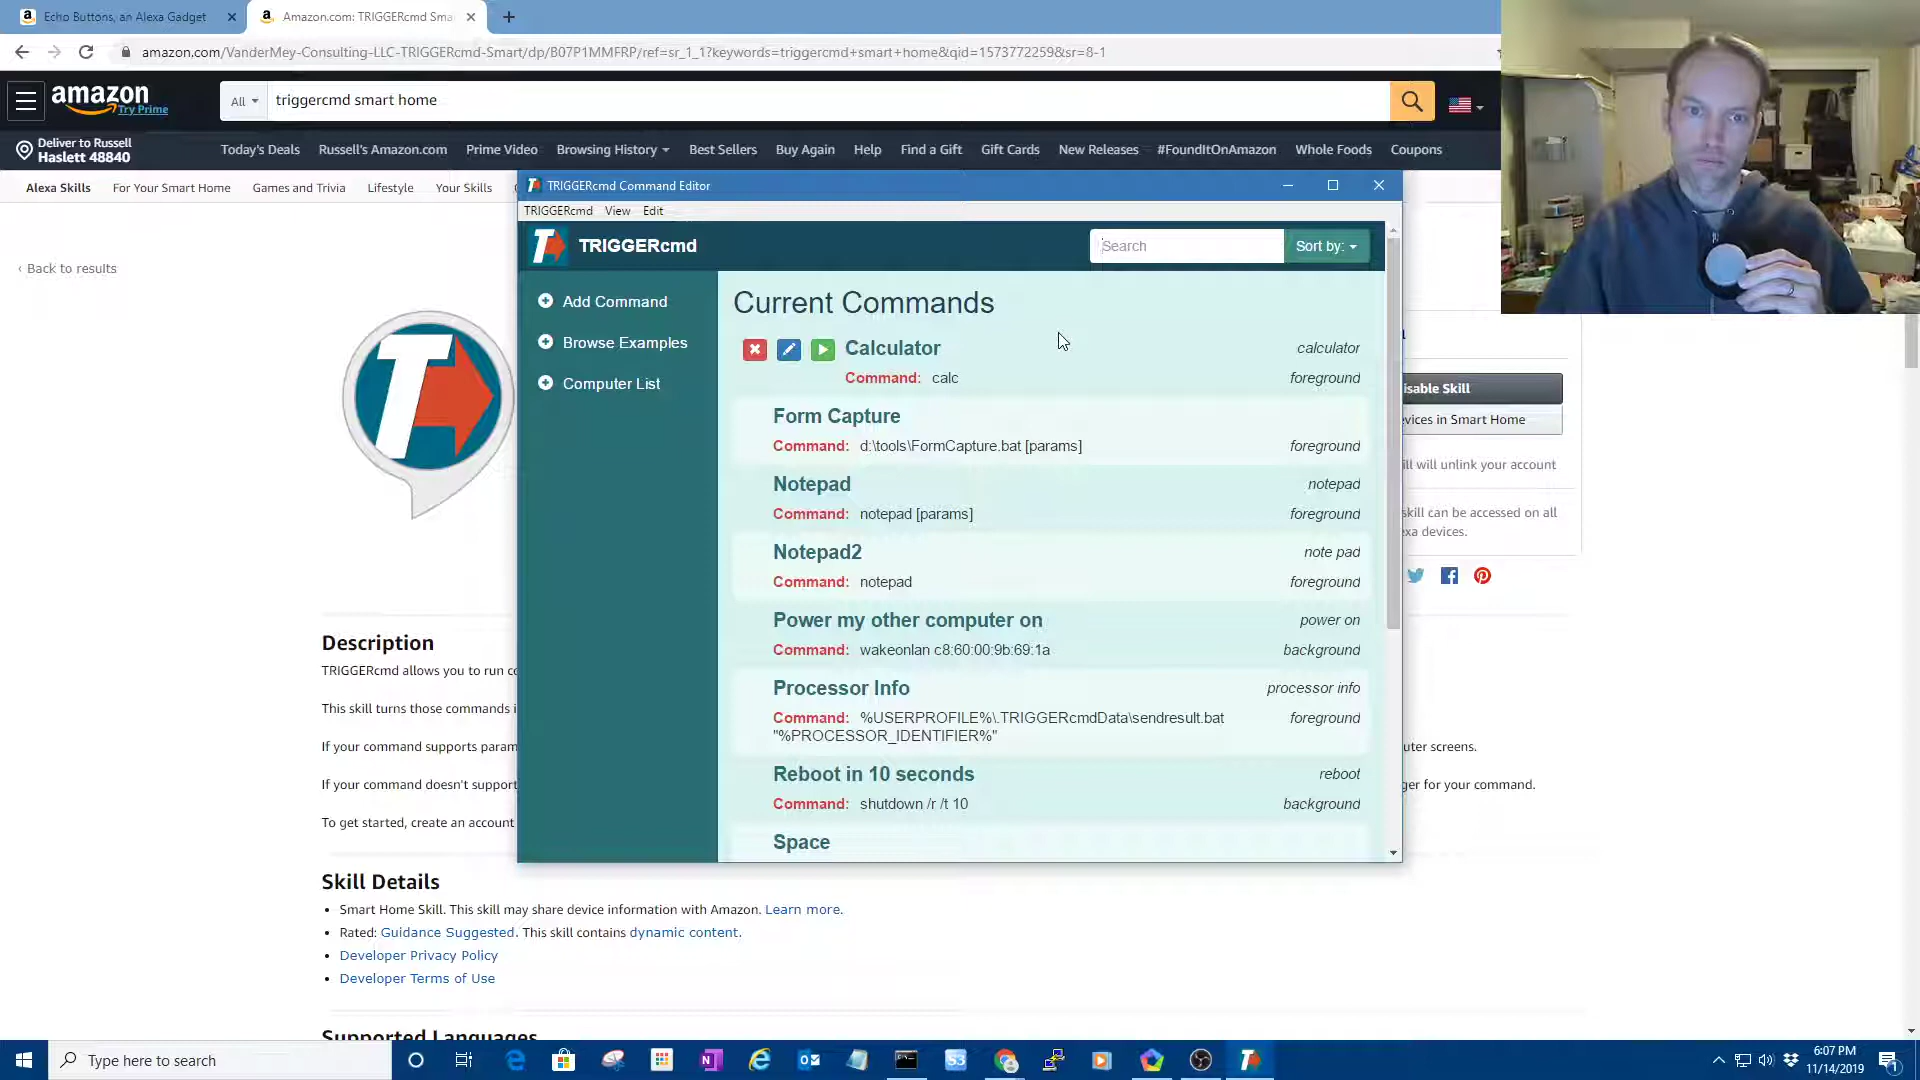 Echo Buttons, an Alexa Gadget
Amazon.com: TRIGGERcmd Sma
amazon.com/VanderMey-Consulting-LLC-TRIGGERcmd-Smart/dp/B07P1MMFRP/ref=sr_1_1?keywords=triggercmd+smart+home&qid=1573772259&sr=8-1
amazon
Try Prime
All
triggercmd smart home
Deliver to Russell
Haslett 48840
Today's Deals
Russell's Amazon.com
Prime Video
Browsing History
Best Sellers
Buy Again
Help
Find a Gift
Gift Cards
New Releases
#FoundItOnAmazon
Whole Foods
Coupons
Alexa Skills
For Your Smart Home
Games and Trivia
Lifestyle
Your Skills
‹ Back to results
TRIGGERcmd Command Editor
TRIGGERcmd View Edit
TRIGGERcmd
Search
Sort by:
Add Command
Browse Examples
Computer List
Current Commands
Calculator
calculator
Command: calc
foreground
Form Capture
Command: d:\tools\FormCapture.bat [params]
foreground
Notepad
notepad
Command: notepad [params]
foreground
Notepad2
note pad
Command: notepad
foreground
Power my other computer on
power on
Command: wakeonlan c8:60:00:9b:69:1a
background
Processor Info
processor info
Command: %USERPROFILE%\.TRIGGERcmdData\sendresult.bat
"%PROCESSOR_IDENTIFIER%"
foreground
Reboot in 10 seconds
reboot
Command: shutdown /r /t 10
background
Space
isable Skill
evices in Smart Home
ill will unlink your account
skill can be accessed on all
exa devices.
Description
TRIGGERcmd allows you to run co
This skill turns those commands i
If your command supports param
uter screens.
If your command doesn't support
ger for your command.
To get started, create an account
Skill Details
Smart Home Skill. This skill may share device information with Amazon. Learn more.
Rated: Guidance Suggested. This skill contains dynamic content.
Developer Privacy Policy
Developer Terms of Use
Supported Languages
Type here to search
6:07 PM
11/14/2019